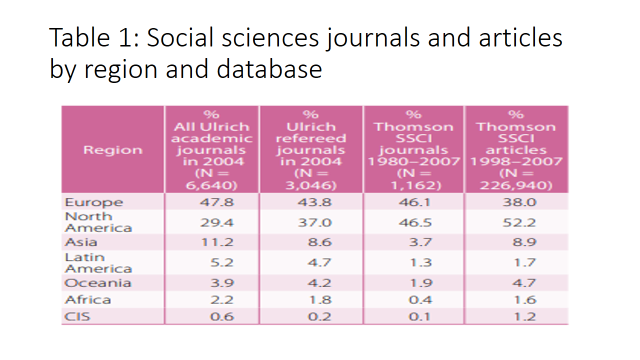 Table 1: Social sciences journals and articles
by region and database
Region
%
All Ulrich
academic
journals
in 2004
(N =
6,640)
%
Ulrich
refereed
journals
in 2004
(N =
3,046)
%
Thomson
SSCI
journals
1980–2007
(N =
1,162)
%
Thomson
SSCI
articles
1998–2007
(N =
226,940)
Europe 47.8 43.8 46.1 38.0
North
America 29.4 37.0 46.5 52.2
Asia 11.2 8.6 3.7 8.9
Latin
America 5.2 4.7 1.3 1.7
Oceania 3.9 4.2 1.9 4.7
Africa 2.2 1.8 0.4 1.6
CIS 0.6 0.2 0.1 1.2